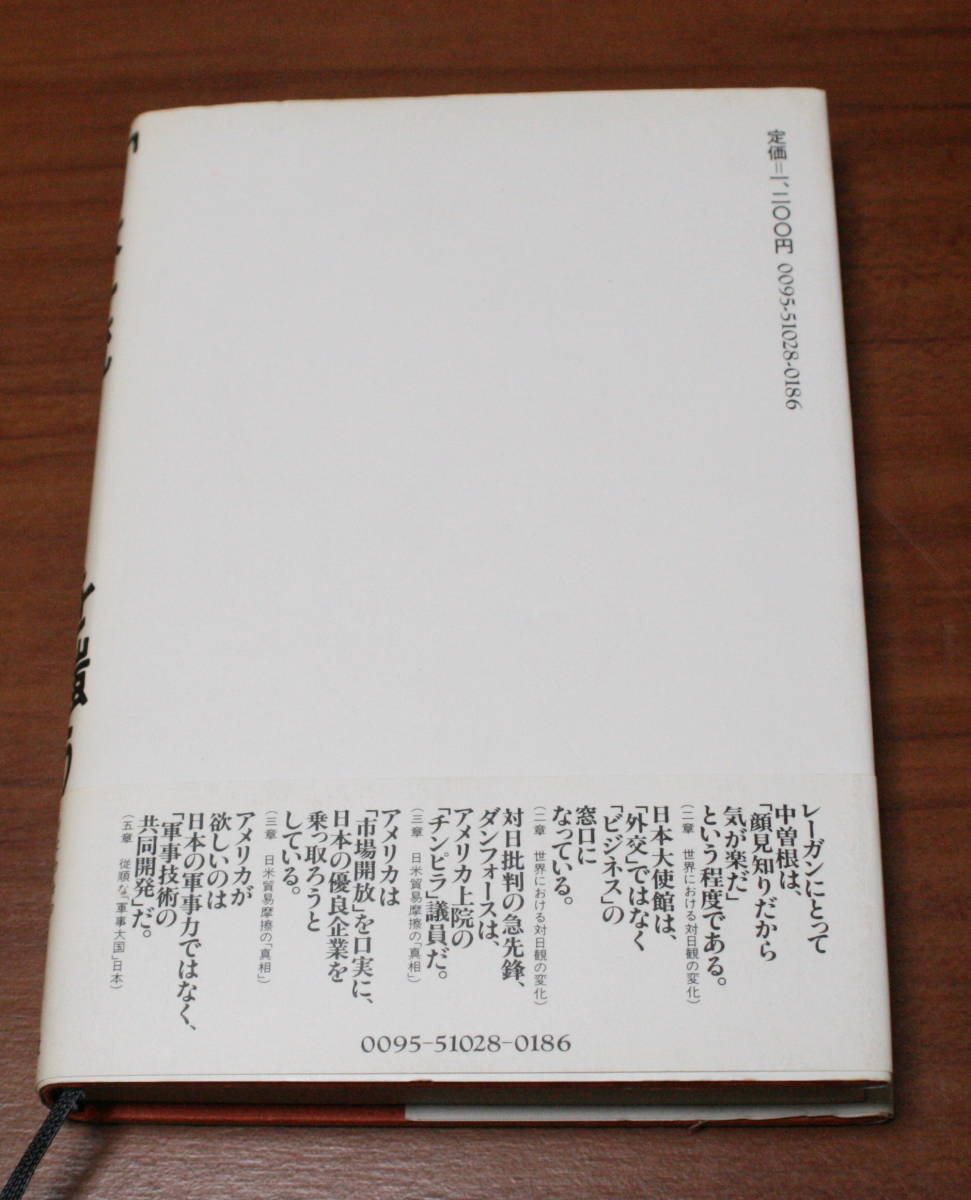 定価=一、二〇〇円 0095-51028-0186
レーガンにとって
中曽根は、
「顔見知りだから
気が楽だ」
という程度である。
(二章 世界における対日観の変化)
日本大使館は、
「外交」ではなく
「ビジネス」の
窓口に
なっている。
(二章 世界における対日観の変化)
対日批判の急先鋒、
ダンフォースは、
アメリカ上院の
「チンピラ」議員だ。
(三章 日米貿易摩擦の「真相」)
アメリカは
「市場開放」を口実に、
日本の優良企業を
乗っ取ろうと
している。
(三章 日米貿易摩擦の「真相」)
アメリカが
欲しいのは
日本の軍事力ではなく、
「軍事技術の
共同開発」だ。
(五章 従順な「軍事大国」日本)
0095-51028-0186